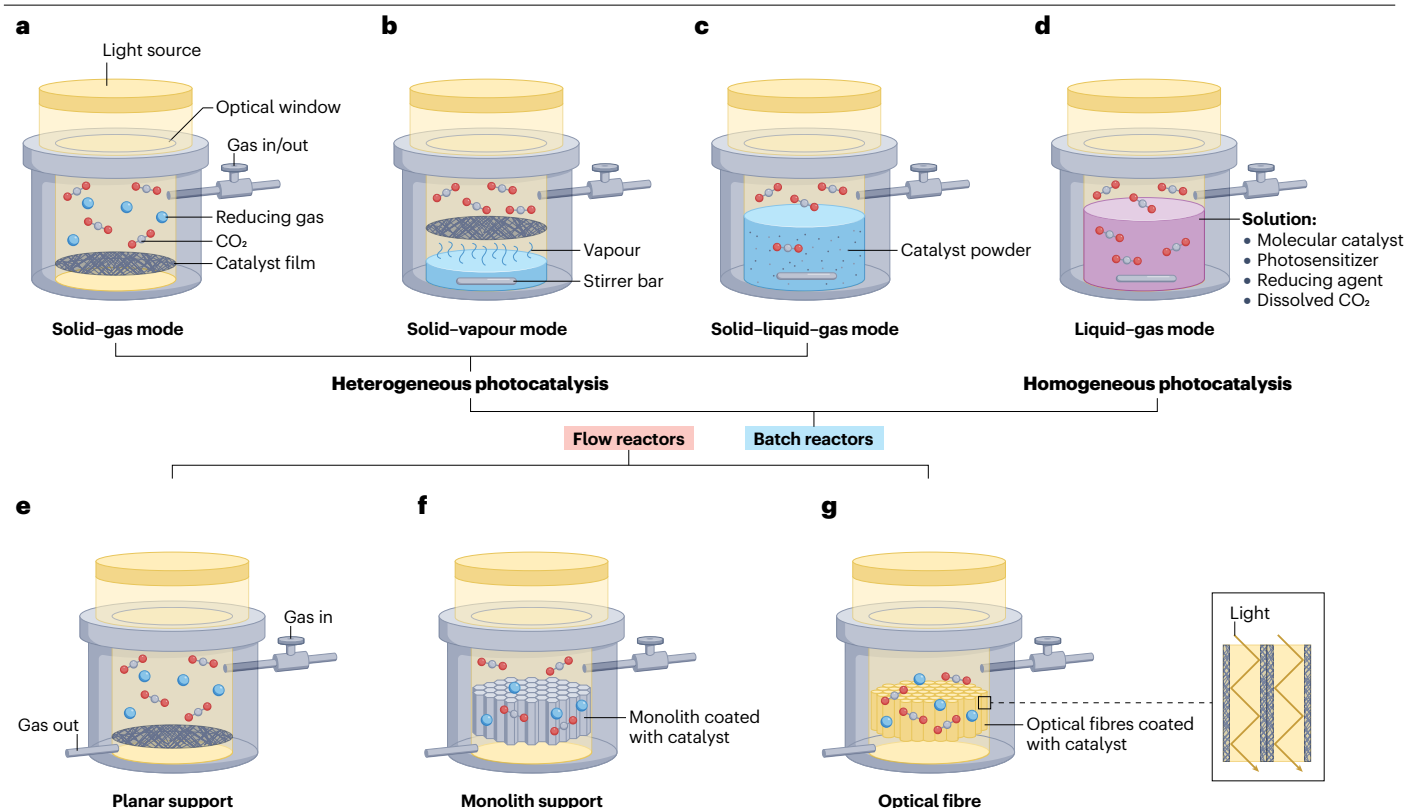 a
b
c
d
Light source
Optical window
Gas in/out
Reducing gas
CO₂
Catalyst film
Vapour
Stirrer bar
Catalyst powder
Solution:
• Molecular catalyst
• Photosensitizer
• Reducing agent
• Dissolved CO₂
Solid–gas mode
Solid–vapour mode
Solid–liquid–gas mode
Liquid–gas mode
Heterogeneous photocatalysis
Homogeneous photocatalysis
Flow reactors
Batch reactors
e
f
g
Gas in
Gas out
Monolith coated
with catalyst
Optical fibres coated
with catalyst
Light
Planar support
Monolith support
Optical fibre